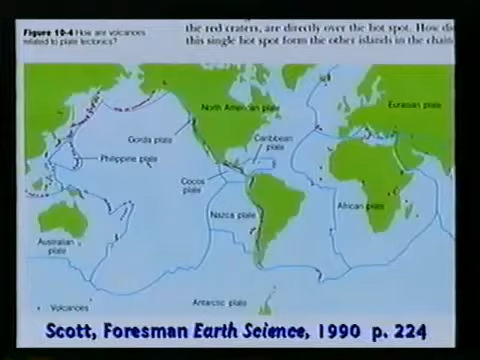 the red craters, are directly over the hot spot. How di
Figure 10-4 How are volcanoes
related to plate tectonics?
this single hot spot form the other islands in the chain
North American plate
Eurasian plate
Gorda plate
Caribbean
plate
Philippine plate
Cocos
plate
African plate
Nazca plate
Australian
plate
Antarctic plate
Volcanoes
Scott, Foresman Earth Science, 1990 p. 224